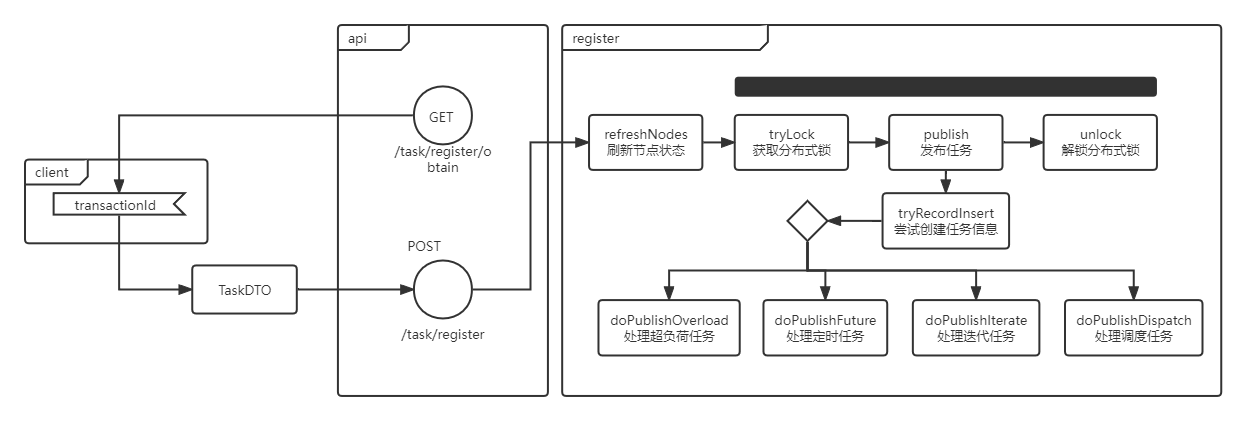 api
register
GET
/task/register/o
btain
client
transactionId
TaskDTO
POST
/task/register
refreshNodes
刷新节点状态
tryLock
获取分布式锁
publish
发布任务
unlock
解锁分布式锁
tryRecordInsert
尝试创建任务信息
doPublishOverload
处理超负荷任务
doPublishFuture
处理定时任务
doPublishIterate
处理迭代任务
doPublishDispatch
处理调度任务